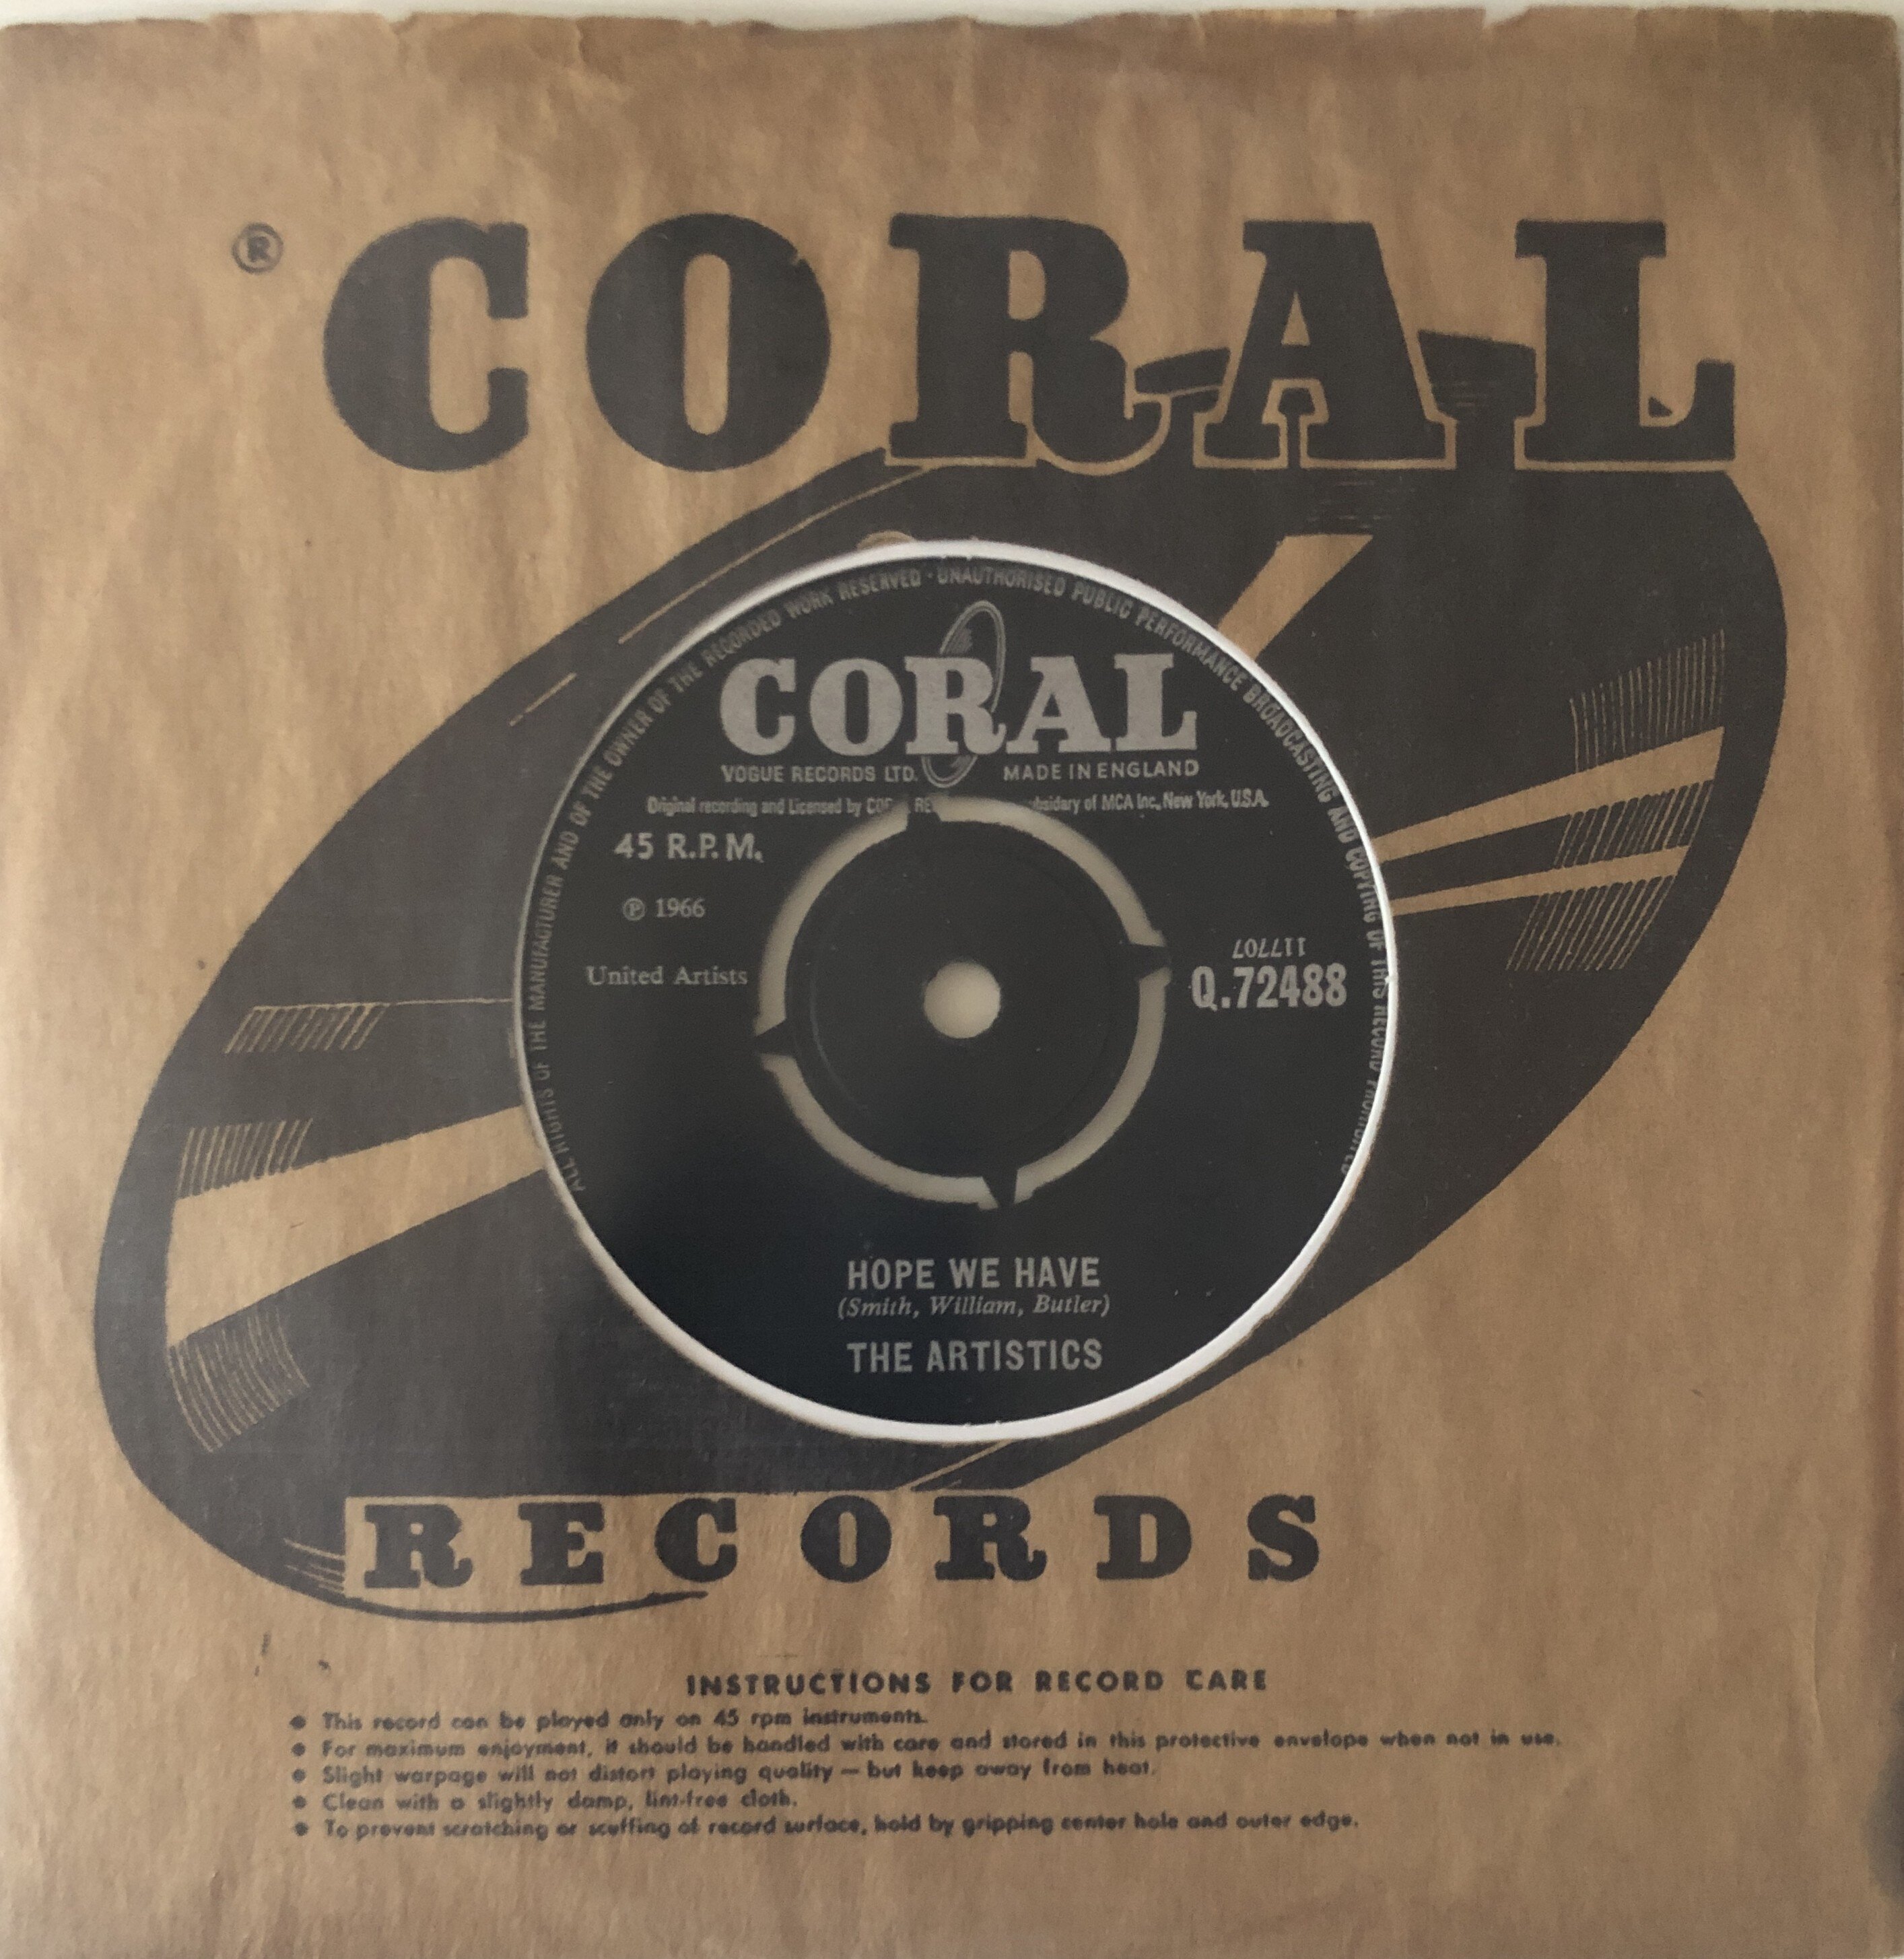 ® CORAL
ALL RIGHTS OF THE MANUFACTURER AND OF THE OWNER OF THE RECORDED WORK RESERVED · UNAUTHORISED PUBLIC PERFORMANCE BROADCASTING AND COPYING OF THIS RECORD PROHIBITED
CORAL
VOGUE RECORDS LTD. MADE IN ENGLAND
Original recording and Licensed by of MCA Inc., New York, U.S.A.
45 R.P.M.
Ⓟ 1966
United Artists
117707
Q.72488
HOPE WE HAVE
(Smith, William, Butler)
THE ARTISTICS
RECORDS
INSTRUCTIONS FOR RECORD CARE
● This record can be played only on 45 rpm instruments.
● For maximum enjoyment, it should be handled with care and stored in this protective envelope when not in use.
● Slight warpage will not distort playing quality — but keep away from heat.
● Clean with a slightly damp, lint-free cloth.
● To prevent scratching or scuffing of record surface, hold by gripping center hole and outer edge.